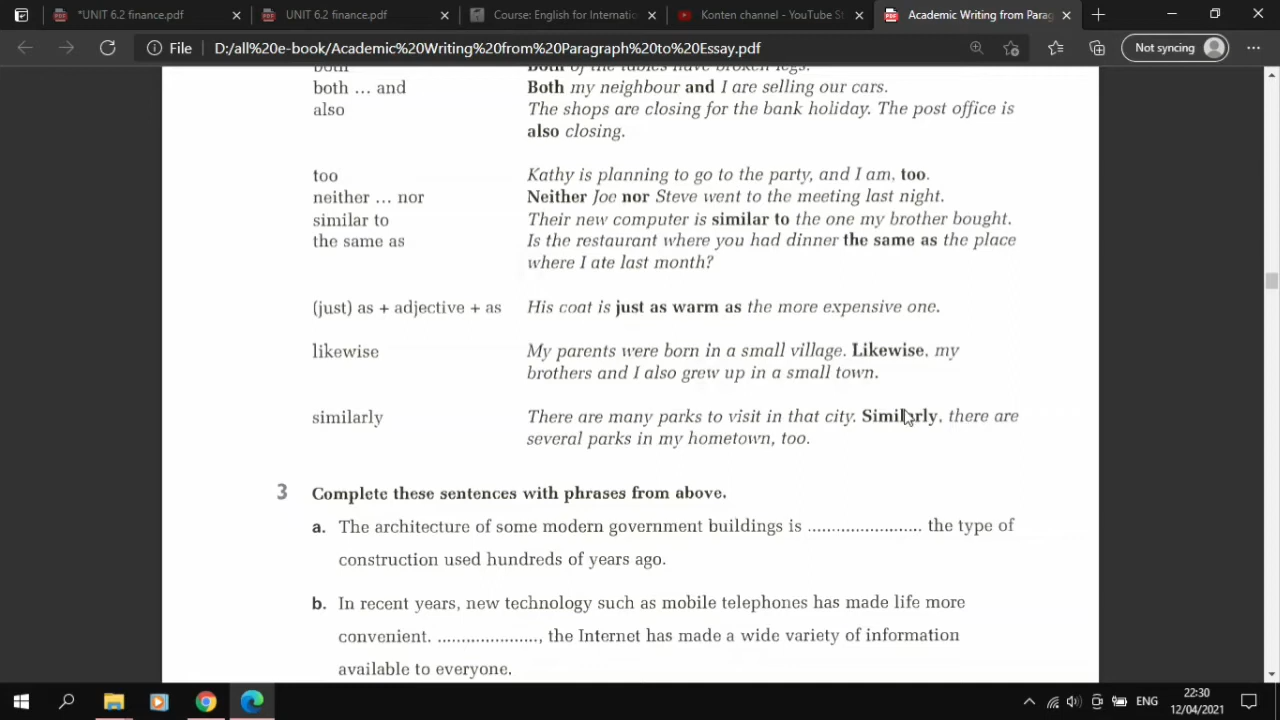 *UNIT 6.2 finance.pdf
UNIT 6.2 finance.pdf
Course: English for Internatio
Konten channel - YouTube S
Academic Writing from Parag
File
D:/all%20e-book/Academic%20Writing%20from%20Paragraph%20to%20Essay.pdf
Not syncing
both
Both of the tables have broken legs.
both … and
Both my neighbour and I are selling our cars.
also
The shops are closing for the bank holiday. The post office is
also closing.
too
Kathy is planning to go to the party, and I am, too.
neither … nor
Neither Joe nor Steve went to the meeting last night.
similar to
Their new computer is similar to the one my brother bought.
the same as
Is the restaurant where you had dinner the same as the place
where I ate last month?
(just) as + adjective + as
His coat is just as warm as the more expensive one.
likewise
My parents were born in a small village. Likewise, my
brothers and I also grew up in a small town.
similarly
There are many parks to visit in that city. Similarly, there are
several parks in my hometown, too.
3 Complete these sentences with phrases from above.
a. The architecture of some modern government buildings is ....................... the type of
construction used hundreds of years ago.
b. In recent years, new technology such as mobile telephones has made life more
convenient. ....................., the Internet has made a wide variety of information
available to everyone.
ENG
22:30
12/04/2021